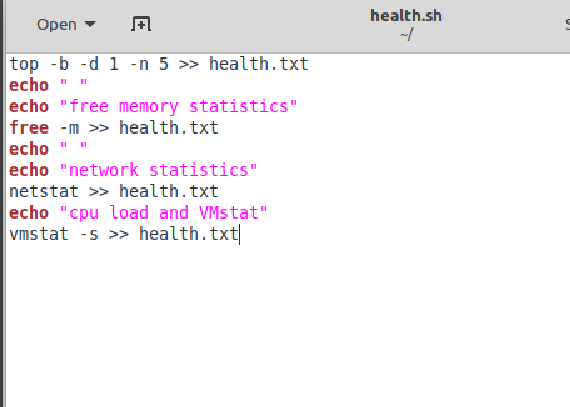 Open
health.sh
~/
top -b -d 1 -n 5 >> health.txt
echo " "
echo "free memory statistics"
free -m >> health.txt
echo " "
echo "network statistics"
netstat >> health.txt
echo "cpu load and VMstat"
vmstat -s >> health.txt